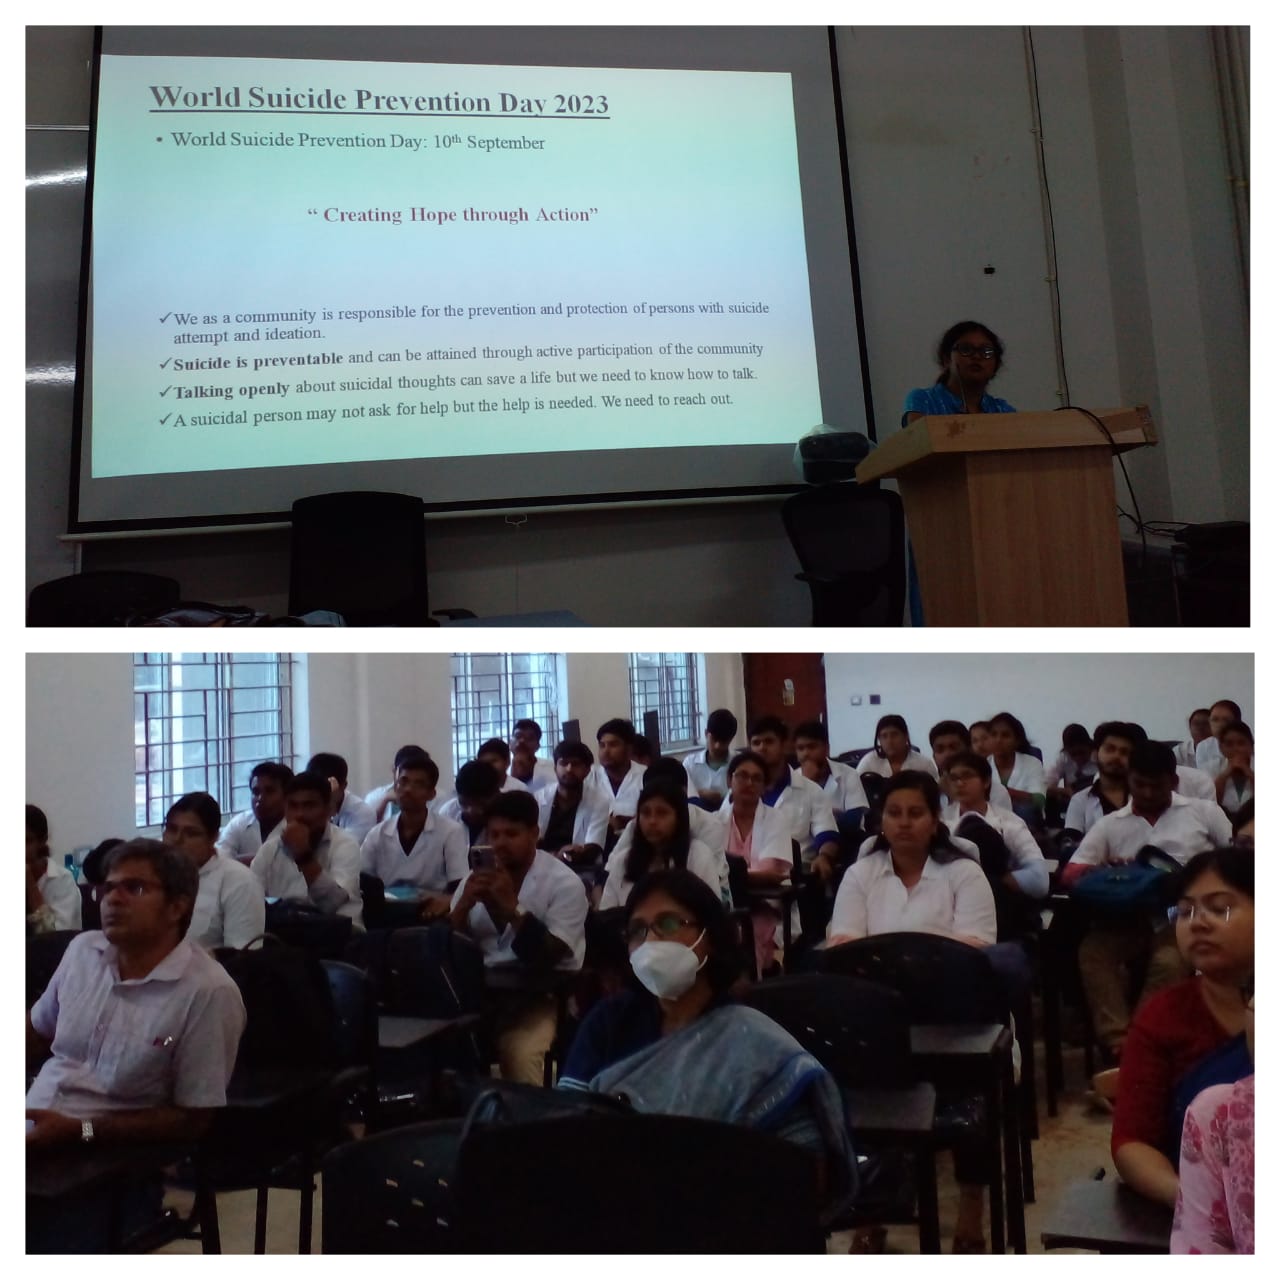 World Suicide Prevention Day 2023
• World Suicide Prevention Day: 10th September
“ Creating Hope through Action”
✓We as a community is responsible for the prevention and protection of persons with suicide
attempt and ideation.
✓Suicide is preventable and can be attained through active participation of the community
✓Talking openly about suicidal thoughts can save a life but we need to know how to talk.
✓A suicidal person may not ask for help but the help is needed. We need to reach out.